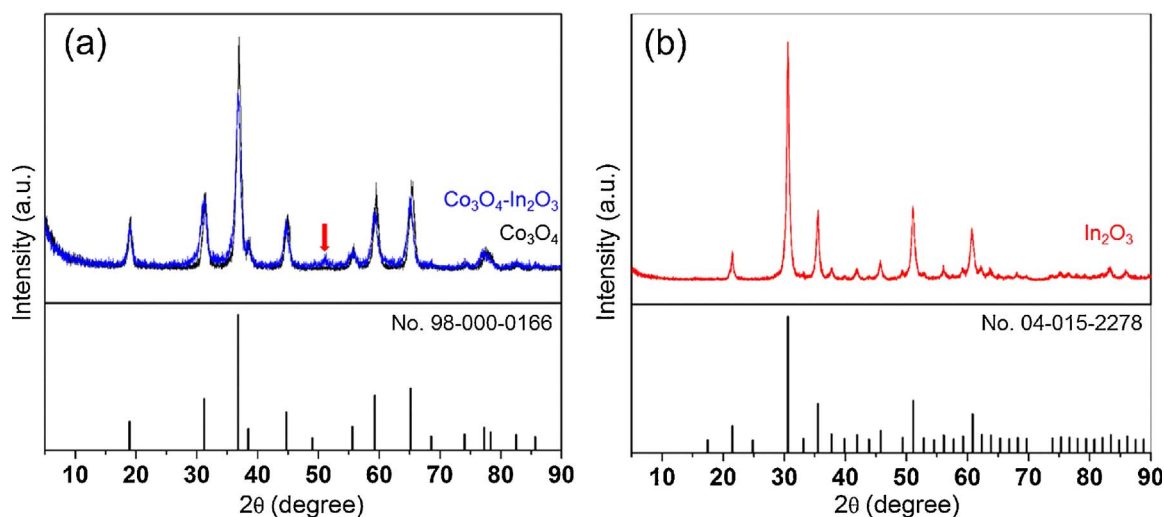 (a)
Intensity (a.u.)
Co₃O₄-In₂O₃
Co₃O₄
No. 98-000-0166
10 20 30 40 50 60 70 80 90
2θ (degree)
(b)
Intensity (a.u.)
In₂O₃
No. 04-015-2278
10 20 30 40 50 60 70 80 90
2θ (degree)